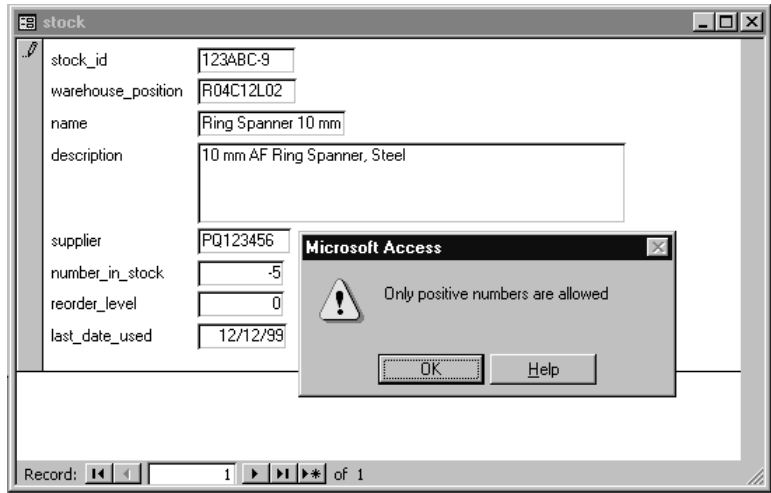 stock
stock_id 123ABC-9
warehouse_position R04C12L02
name Ring Spanner 10 mm
description 10 mm AF Ring Spanner, Steel
supplier PQ123456
Microsoft Access
number_in_stock -5
Only positive numbers are allowed
reorder_level 0
last_date_used 12/12/99
OK Help
Record: 1 of 1